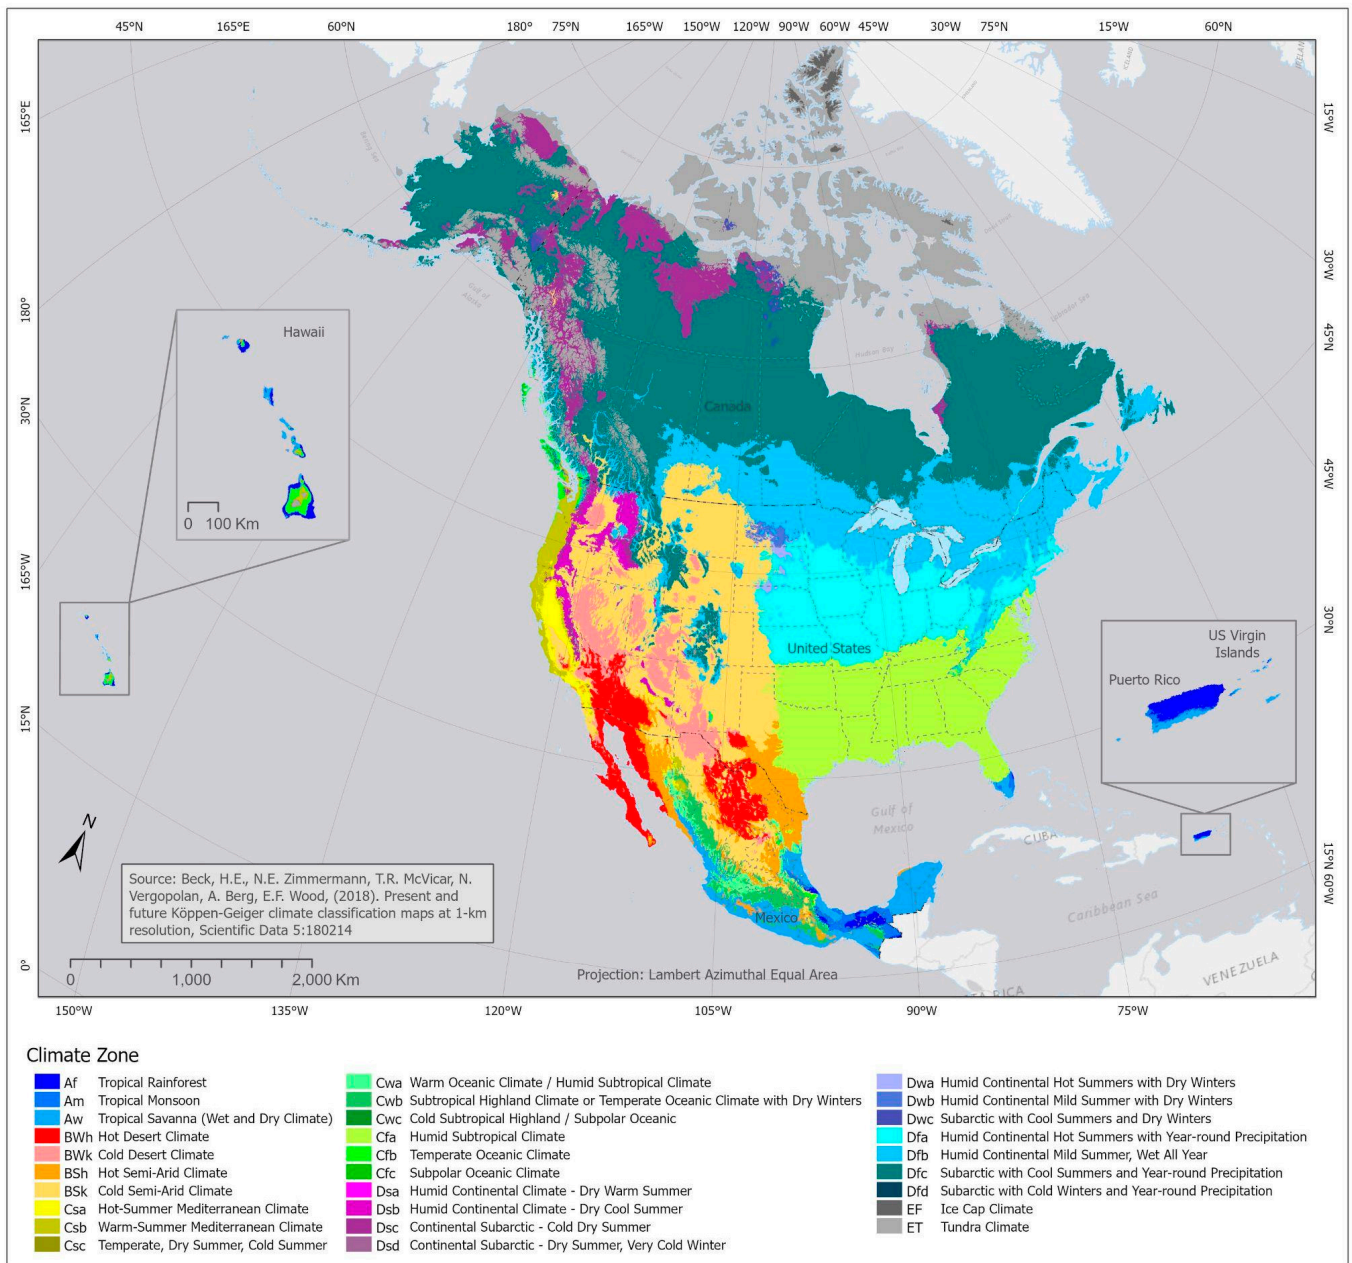 45°N 165°E 60°N 180° 75°N 165°W 150°W 120°W 90°W 60°W 45°W 30°W 75°N 15°W 60°N
165°E
180°
30°N
165°W
15°N
0°
15°W
30°W
45°N
45°W
30°N
15°N 60°W
ICELAND
Bering Sea
Gulf of
Alaska
Labrador Sea
Hudson Bay
Hawaii
0 100 Km
Canada
United States
US Virgin
Islands
Puerto Rico
Gulf of
Mexico
CUBA
Caribbean Sea
Mexico
VENEZUELA
N
Source: Beck, H.E., N.E. Zimmermann, T.R. McVicar, N.
Vergopolan, A. Berg, E.F. Wood, (2018). Present and
future Köppen-Geiger climate classification maps at 1-km
resolution, Scientific Data 5:180214
0 1,000 2,000 Km
Projection: Lambert Azimuthal Equal Area
150°W 135°W 120°W 105°W 90°W 75°W
Climate Zone
Af Tropical Rainforest
Am Tropical Monsoon
Aw Tropical Savanna (Wet and Dry Climate)
BWh Hot Desert Climate
BWk Cold Desert Climate
BSh Hot Semi-Arid Climate
BSk Cold Semi-Arid Climate
Csa Hot-Summer Mediterranean Climate
Csb Warm-Summer Mediterranean Climate
Csc Temperate, Dry Summer, Cold Summer
Cwa Warm Oceanic Climate / Humid Subtropical Climate
Cwb Subtropical Highland Climate or Temperate Oceanic Climate with Dry Winters
Cwc Cold Subtropical Highland / Subpolar Oceanic
Cfa Humid Subtropical Climate
Cfb Temperate Oceanic Climate
Cfc Subpolar Oceanic Climate
Dsa Humid Continental Climate - Dry Warm Summer
Dsb Humid Continental Climate - Dry Cool Summer
Dsc Continental Subarctic - Cold Dry Summer
Dsd Continental Subarctic - Dry Summer, Very Cold Winter
Dwa Humid Continental Hot Summers with Dry Winters
Dwb Humid Continental Mild Summer with Dry Winters
Dwc Subarctic with Cool Summers and Dry Winters
Dfa Humid Continental Hot Summers with Year-round Precipitation
Dfb Humid Continental Mild Summer, Wet All Year
Dfc Subarctic with Cool Summers and Year-round Precipitation
Dfd Subarctic with Cold Winters and Year-round Precipitation
EF Ice Cap Climate
ET Tundra Climate